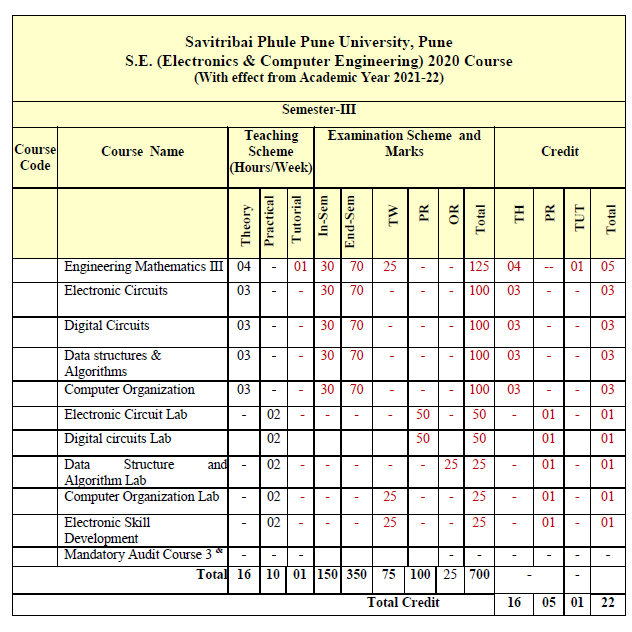 Savitribai Phule Pune University, Pune
S.E. (Electronics & Computer Engineering) 2020 Course
(With effect from Academic Year 2021-22)
Semester-III
Course Code Course Name Teaching Scheme (Hours/Week) Examination Scheme and Marks Credit
Theory Practical Tutorial In-Sem End-Sem TW PR OR Total TH PR TUT Total
Engineering Mathematics III 04 - 01 30 70 25 - - 125 04 -- 01 05
Electronic Circuits 03 - - 30 70 - - - 100 03 - - 03
Digital Circuits 03 - - 30 70 - - - 100 03 - - 03
Data structures & Algorithms 03 - - 30 70 - - - 100 03 - - 03
Computer Organization 03 - - 30 70 - - - 100 03 - - 03
Electronic Circuit Lab - 02 - - - - 50 - 50 - 01 - 01
Digital circuits Lab 02 50 50 01 01
Data Structure and Algorithm Lab - 02 - - - - - 25 25 - 01 - 01
Computer Organization Lab - 02 - - - 25 - - 25 - 01 - 01
Electronic Skill Development - 02 - - - 25 - - 25 - 01 - 01
Mandatory Audit Course 3 & - - - - - - - - -
Total 16 10 01 150 350 75 100 25 700 - -
Total Credit 16 05 01 22